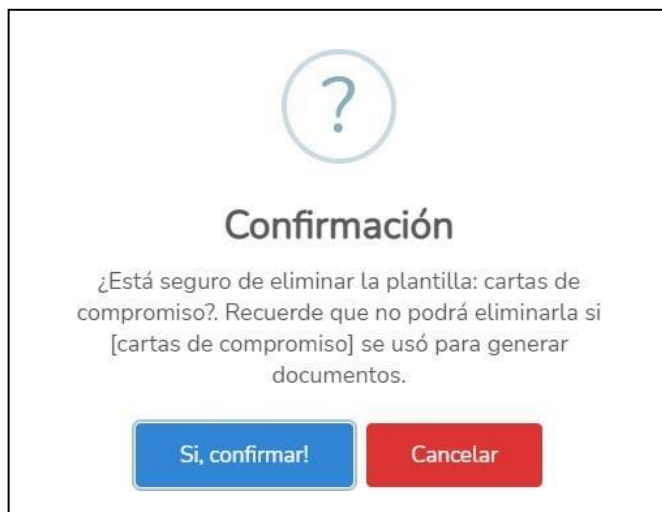 ?
Confirmación
¿Está seguro de eliminar la plantilla: cartas de
compromiso?. Recuerde que no podrá eliminarla si
[cartas de compromiso] se usó para generar
documentos.
Si, confirmar!
Cancelar